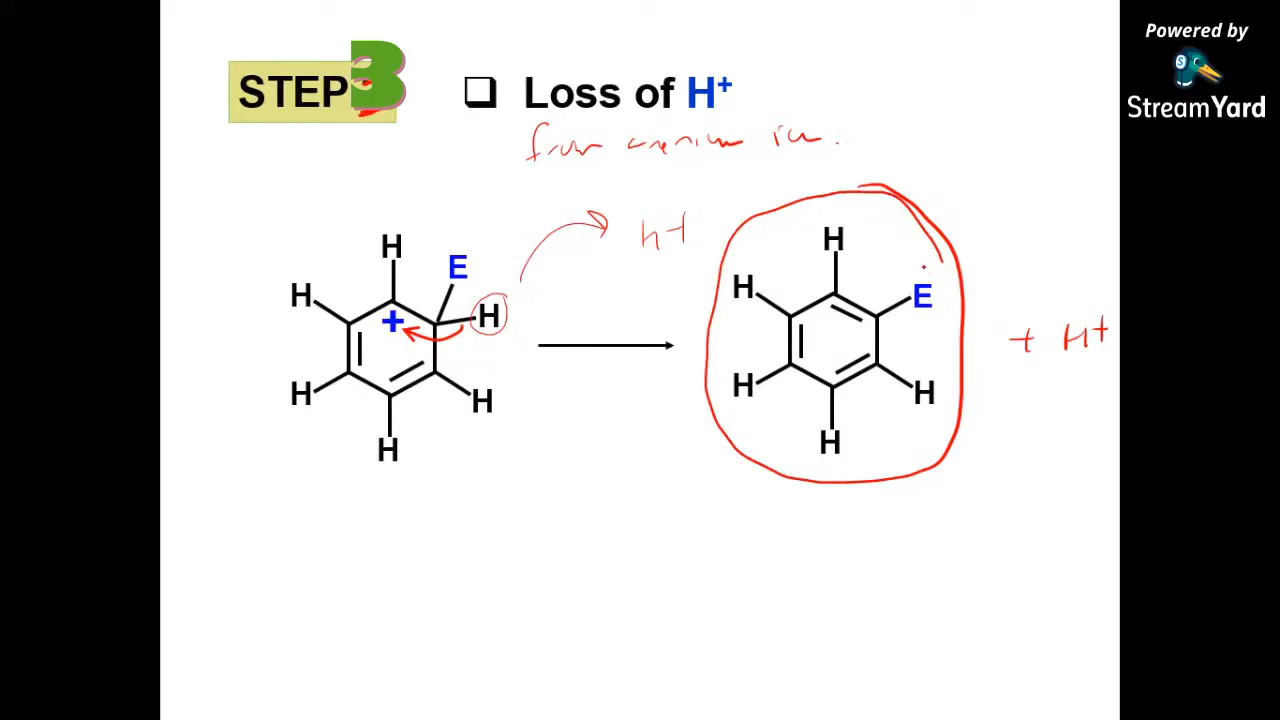 Powered by
StreamYard
STEP 3
❑ Loss of H⁺
from arenium ion.
h+
H
E
H
H
+
H
H
H
H
H
H
E
H
H
H
+ H⁺